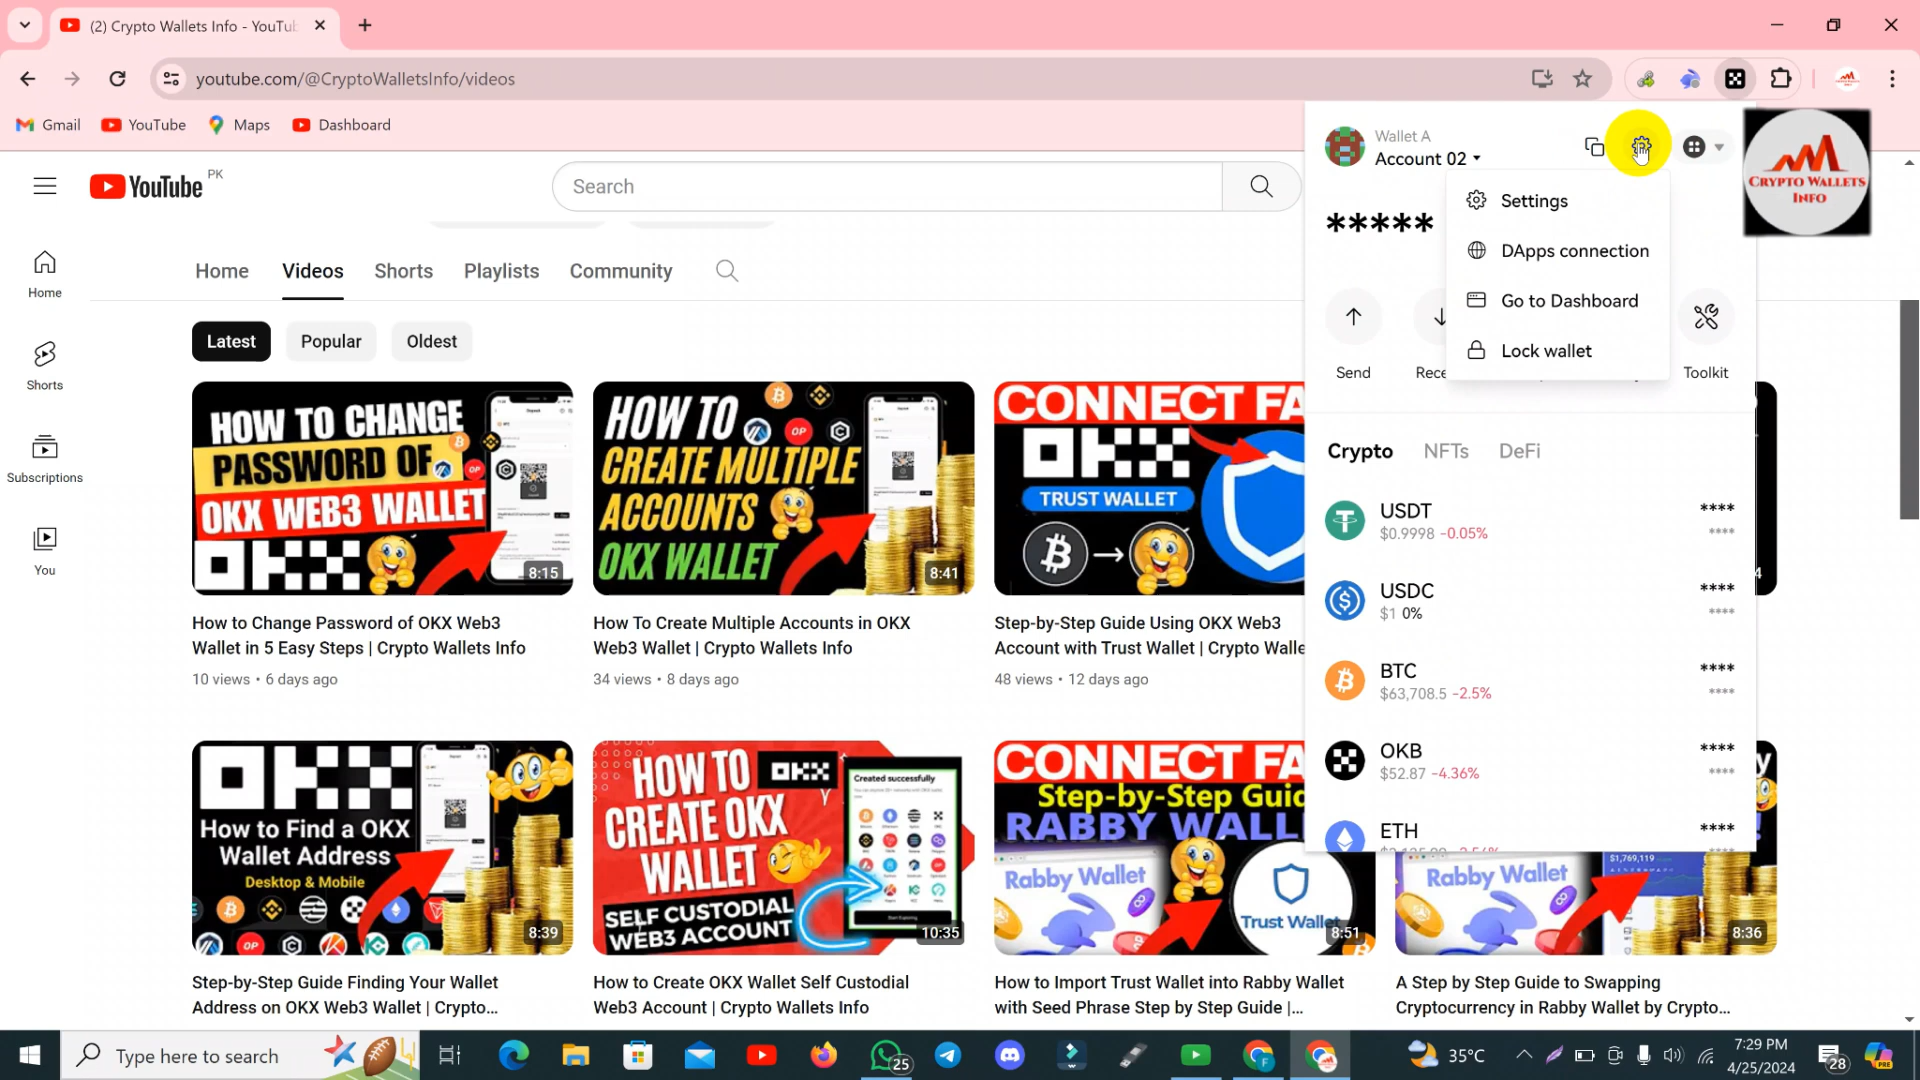 (2) Crypto Wallets Info - YouTub
youtube.com/@CryptoWalletsInfo/videos
Gmail
YouTube
Maps
Dashboard
YouTube PK
Search
Home
Shorts
Subscriptions
You
Home
Videos
Shorts
Playlists
Community
Latest
Popular
Oldest
HOW TO CHANGE
PASSWORD OF
OKX WEB3 WALLET
8:15
How to Change Password of OKX Web3
Wallet in 5 Easy Steps | Crypto Wallets Info
10 views • 6 days ago
HOW TO
CREATE MULTIPLE
ACCOUNTS
OKX WALLET
8:41
How To Create Multiple Accounts in OKX
Web3 Wallet | Crypto Wallets Info
34 views • 8 days ago
CONNECT FA
TRUST WALLET
Step-by-Step Guide Using OKX Web3
Account with Trust Wallet | Crypto Walle
48 views • 12 days ago
4
How to Find a OKX
Wallet Address
Desktop & Mobile
8:39
Step-by-Step Guide Finding Your Wallet
Address on OKX Web3 Wallet | Crypto...
HOW TO
CREATE OKX
WALLET
SELF CUSTODIAL
WEB3 ACCOUNT
Created successfully
Start Exploring
10:35
How to Create OKX Wallet Self Custodial
Web3 Account | Crypto Wallets Info
CONNECT FA
Step-by-Step Guid
RABBY WALL
Rabby Wallet
Trust Wallet
8:51
How to Import Trust Wallet into Rabby Wallet
with Seed Phrase Step by Step Guide |...
Rabby Wallet
$1,769,119
8:36
A Step by Step Guide to Swapping
Cryptocurrency in Rabby Wallet by Crypto...
Wallet A
Account 02
*****
Settings
DApps connection
Go to Dashboard
Lock wallet
Send
Rece
Toolkit
Crypto
NFTs
DeFi
USDT
$0.9998 -0.05%
****
****
USDC
$1 0%
****
****
BTC
$63,708.5 -2.5%
****
****
OKB
$52.87 -4.36%
****
****
ETH
****
CRYPTO WALLETS
INFO
Type here to search
25
35°C
7:29 PM
4/25/2024
28
PRE